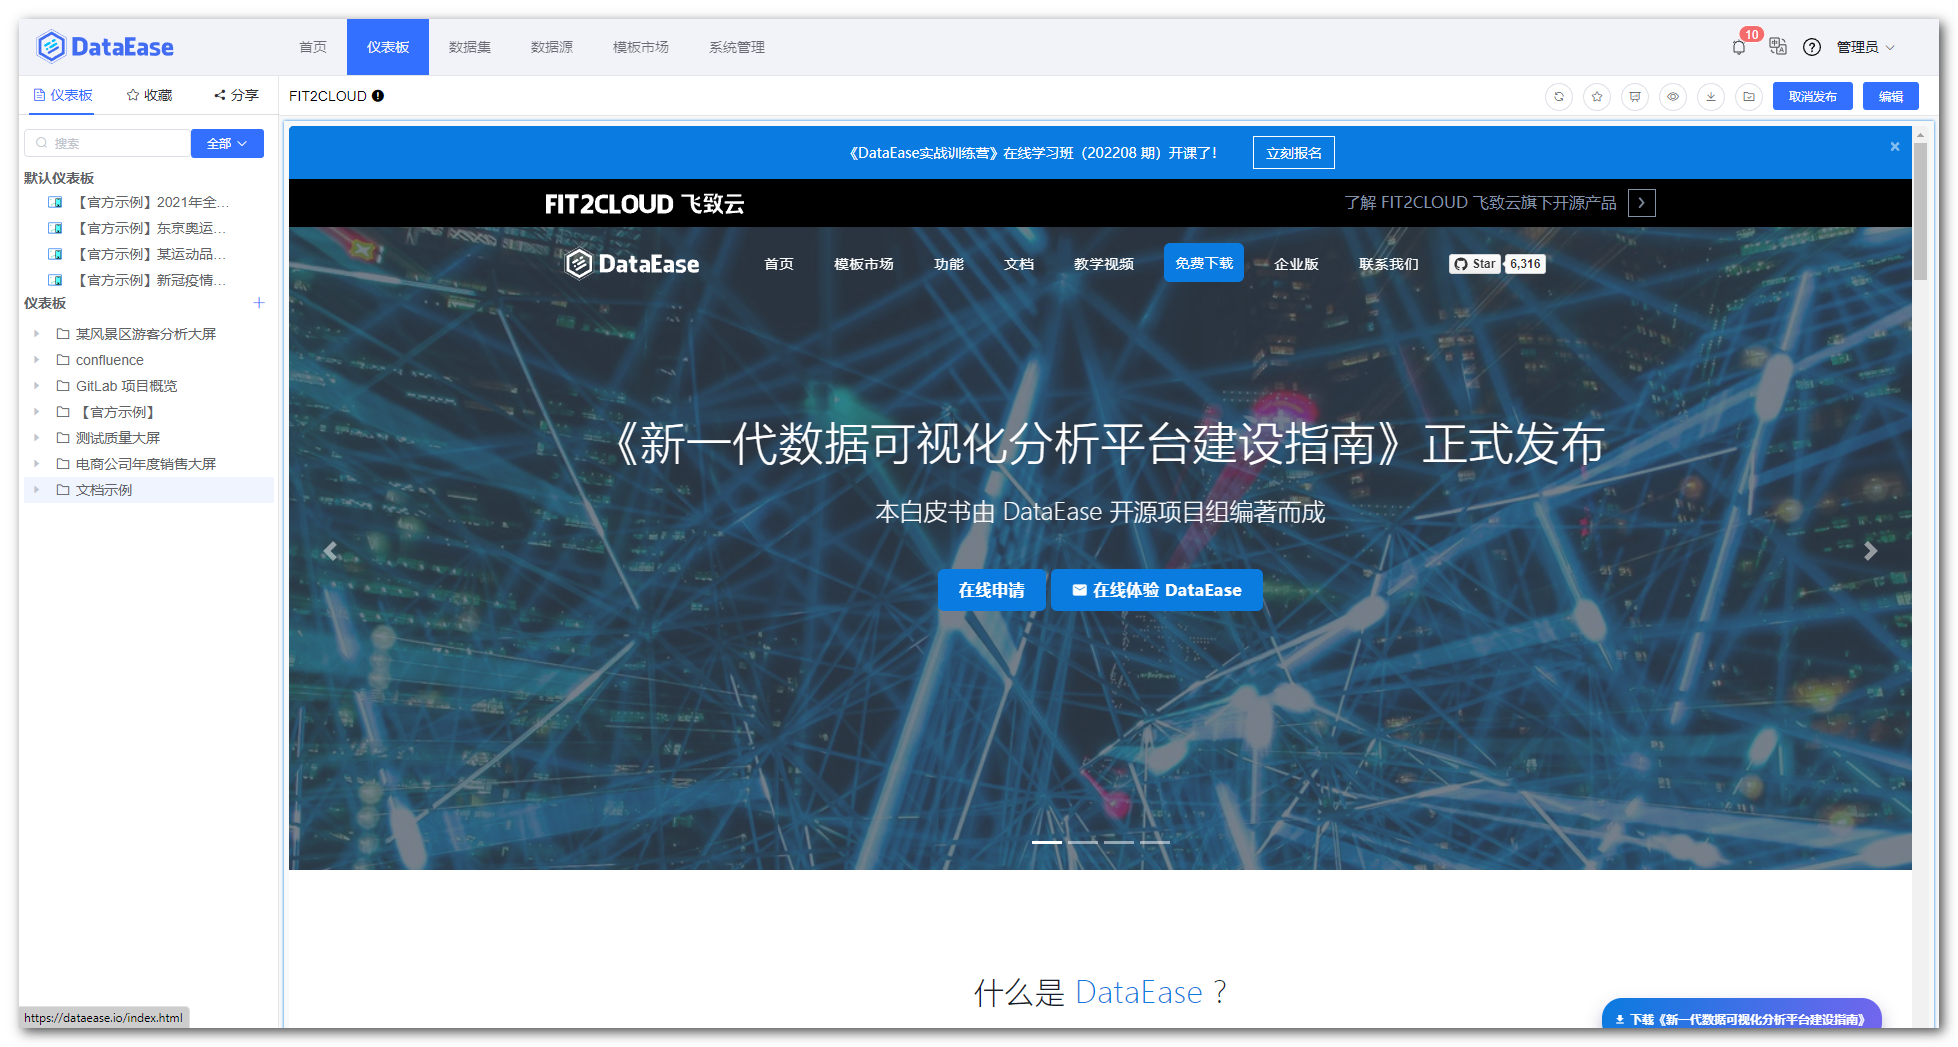 DataEase
首页 仪表板 数据集 数据源 模板市场 系统管理
10
管理员
仪表板 收藏 分享
FIT2CLOUD
取消发布 编辑
搜索 全部
默认仪表板
【官方示例】2021年全...
【官方示例】东京奥运...
【官方示例】某运动品...
【官方示例】新冠疫情...
仪表板
某风景区游客分析大屏
confluence
GitLab 项目概览
【官方示例】
测试质量大屏
电商公司年度销售大屏
文档示例
《DataEase实战训练营》在线学习班（202208 期）开课了！ 立刻报名
FIT2CLOUD 飞致云
了解 FIT2CLOUD 飞致云旗下开源产品
DataEase 首页 模板市场 功能 文档 教学视频 免费下载 企业版 联系我们 Star 6,316
《新一代数据可视化分析平台建设指南》正式发布
本白皮书由 DataEase 开源项目组编著而成
在线申请 在线体验 DataEase
什么是 DataEase ？
下载《新一代数据可视化分析平台建设指南》
https://dataease.io/index.html